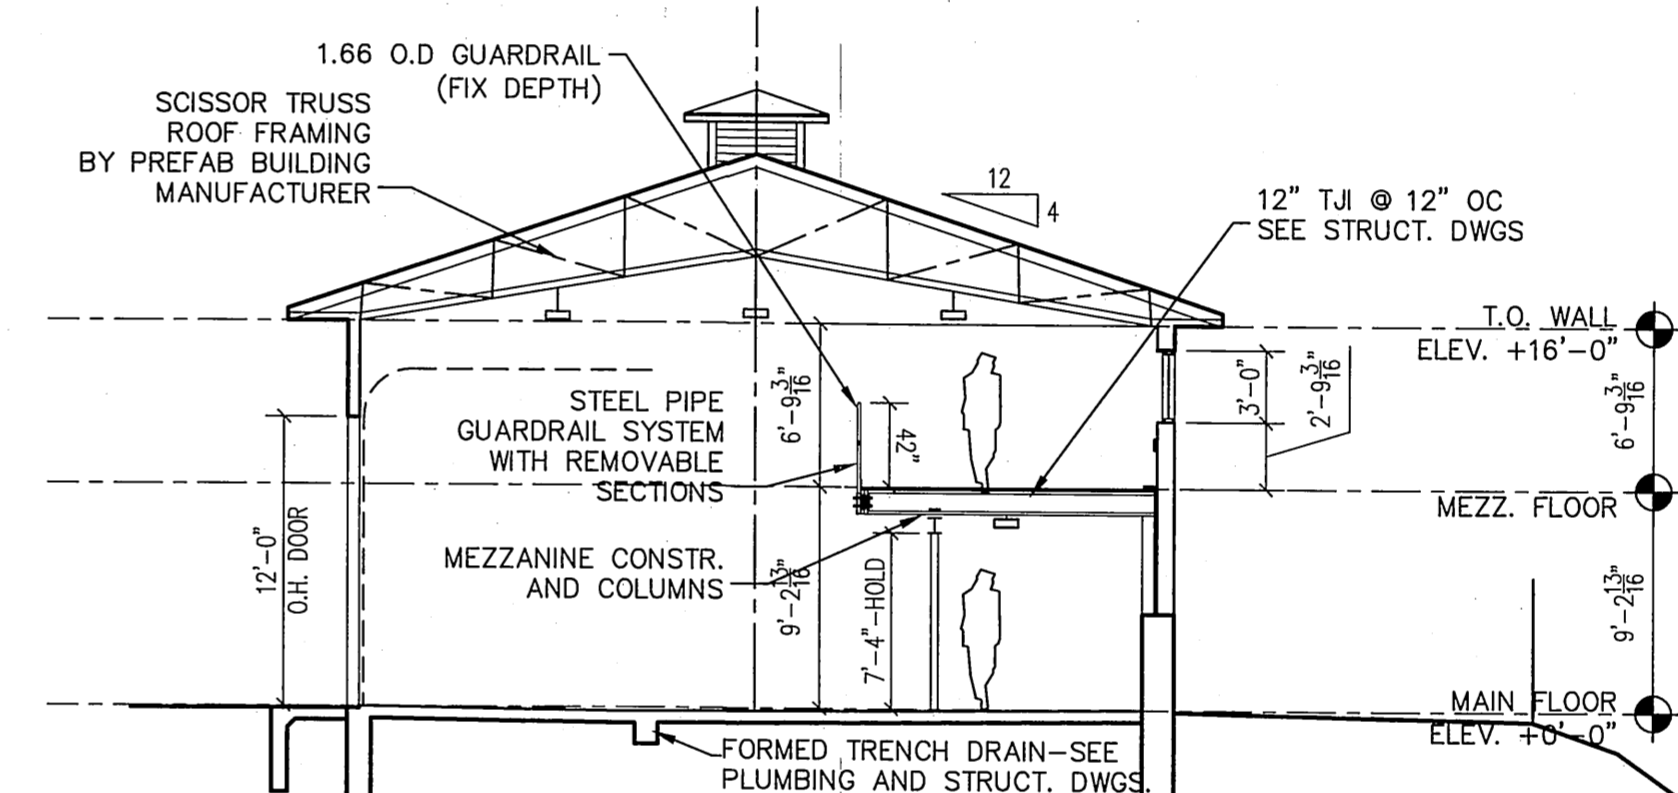 1.66 O.D GUARDRAIL
(FIX DEPTH)
SCISSOR TRUSS
ROOF FRAMING
BY PREFAB BUILDING
MANUFACTURER
12
4
12" TJI @ 12" OC
SEE STRUCT. DWGS
T.O. WALL
ELEV. +16'-0"
6'-9 3/16"
STEEL PIPE
GUARDRAIL SYSTEM
WITH REMOVABLE
SECTIONS
42"
3'-0"
2'-9 3/16"
6'-9 3/16"
MEZZ. FLOOR
12'-0"
O.H. DOOR
MEZZANINE CONSTR.
AND COLUMNS
9'-2 13/16"
7'-4"-HOLD
9'-2 13/16"
MAIN FLOOR
ELEV. +0'-0"
FORMED TRENCH DRAIN-SEE
PLUMBING AND STRUCT. DWGS.